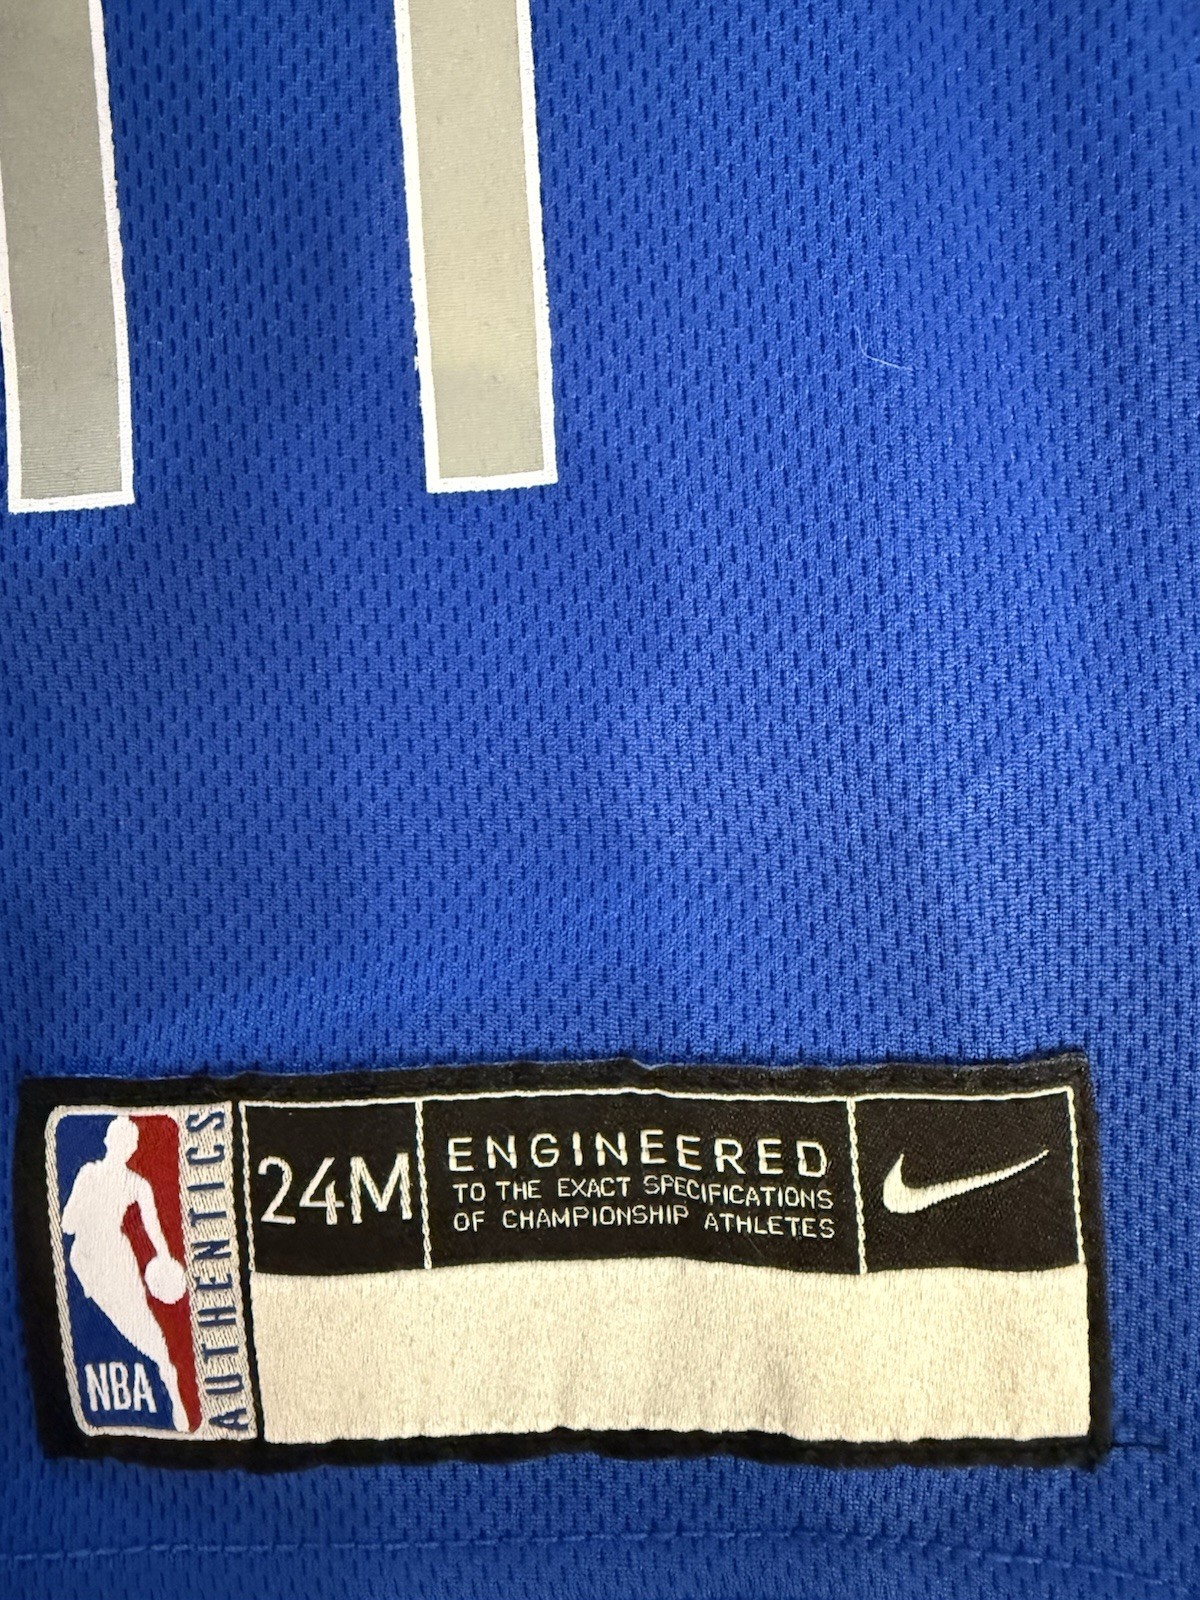 NBA
AUTHENTICS
24M
ENGINEERED
TO THE EXACT SPECIFICATIONS
OF CHAMPIONSHIP ATHLETES